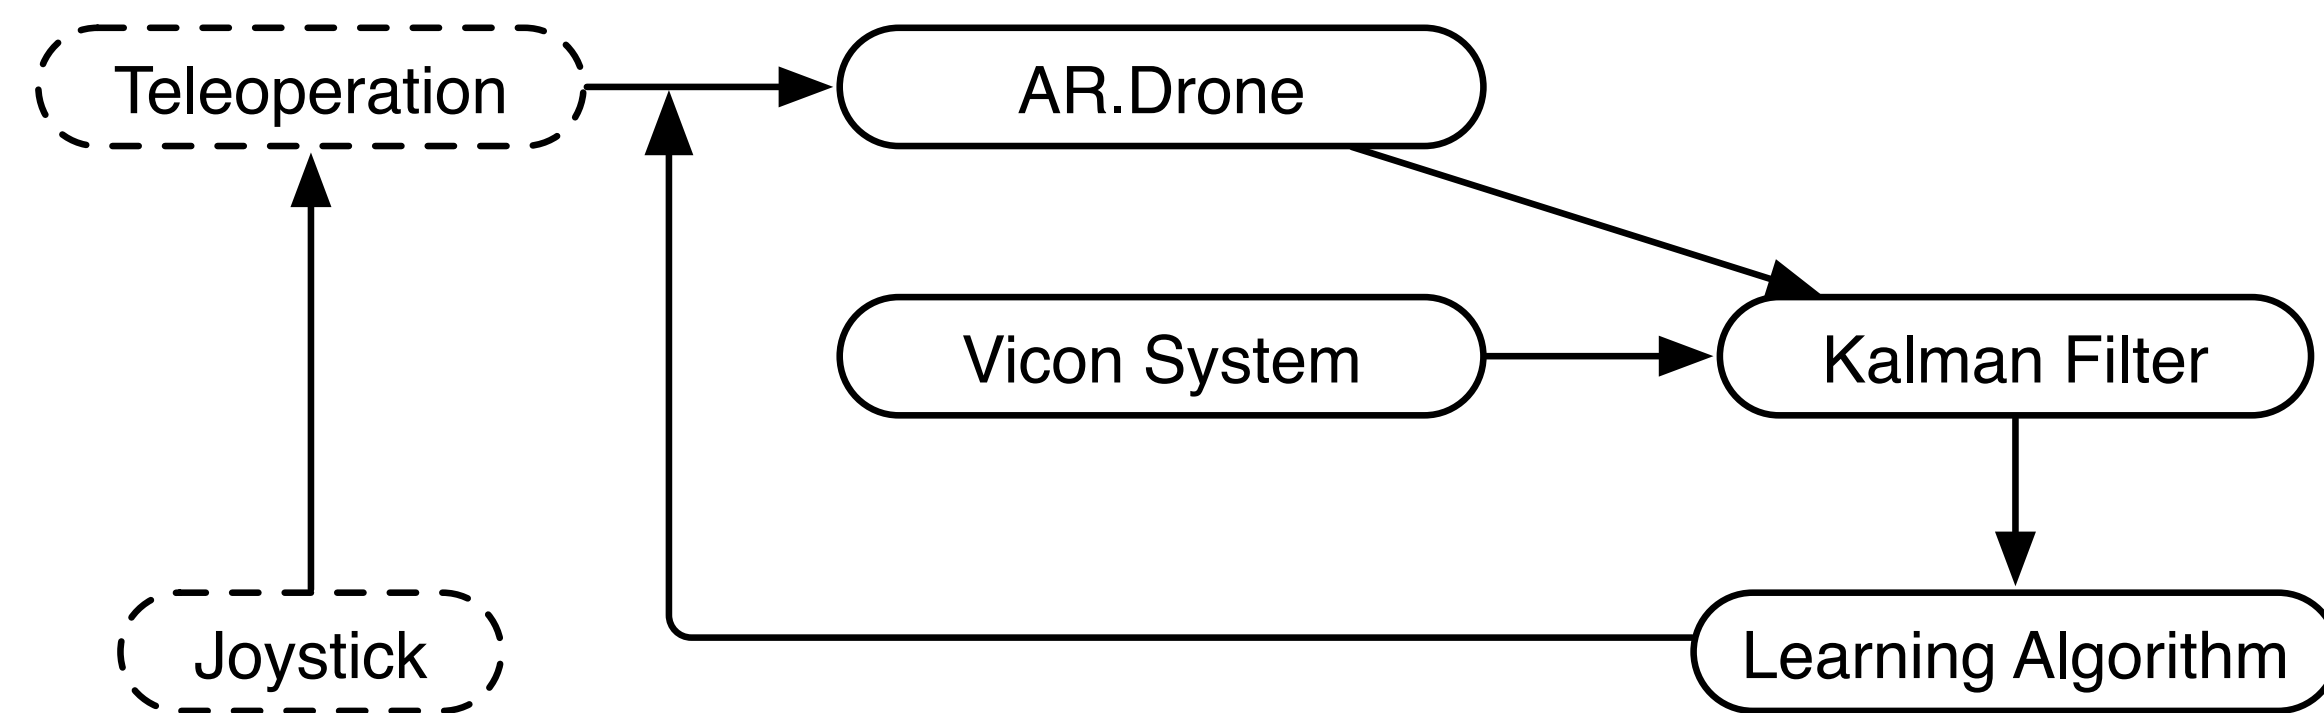 Teleoperation
AR.Drone
Vicon System
Kalman Filter
Joystick
Learning Algorithm